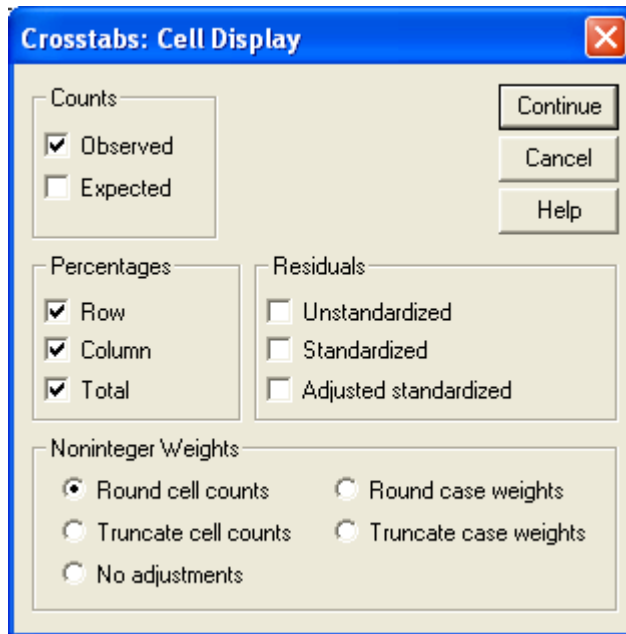 Crosstabs: Cell Display
Counts
Observed
Expected
Continue
Cancel
Help
Percentages
Row
Column
Total
Residuals
Unstandardized
Standardized
Adjusted standardized
Noninteger Weights
Round cell counts
Round case weights
Truncate cell counts
Truncate case weights
No adjustments